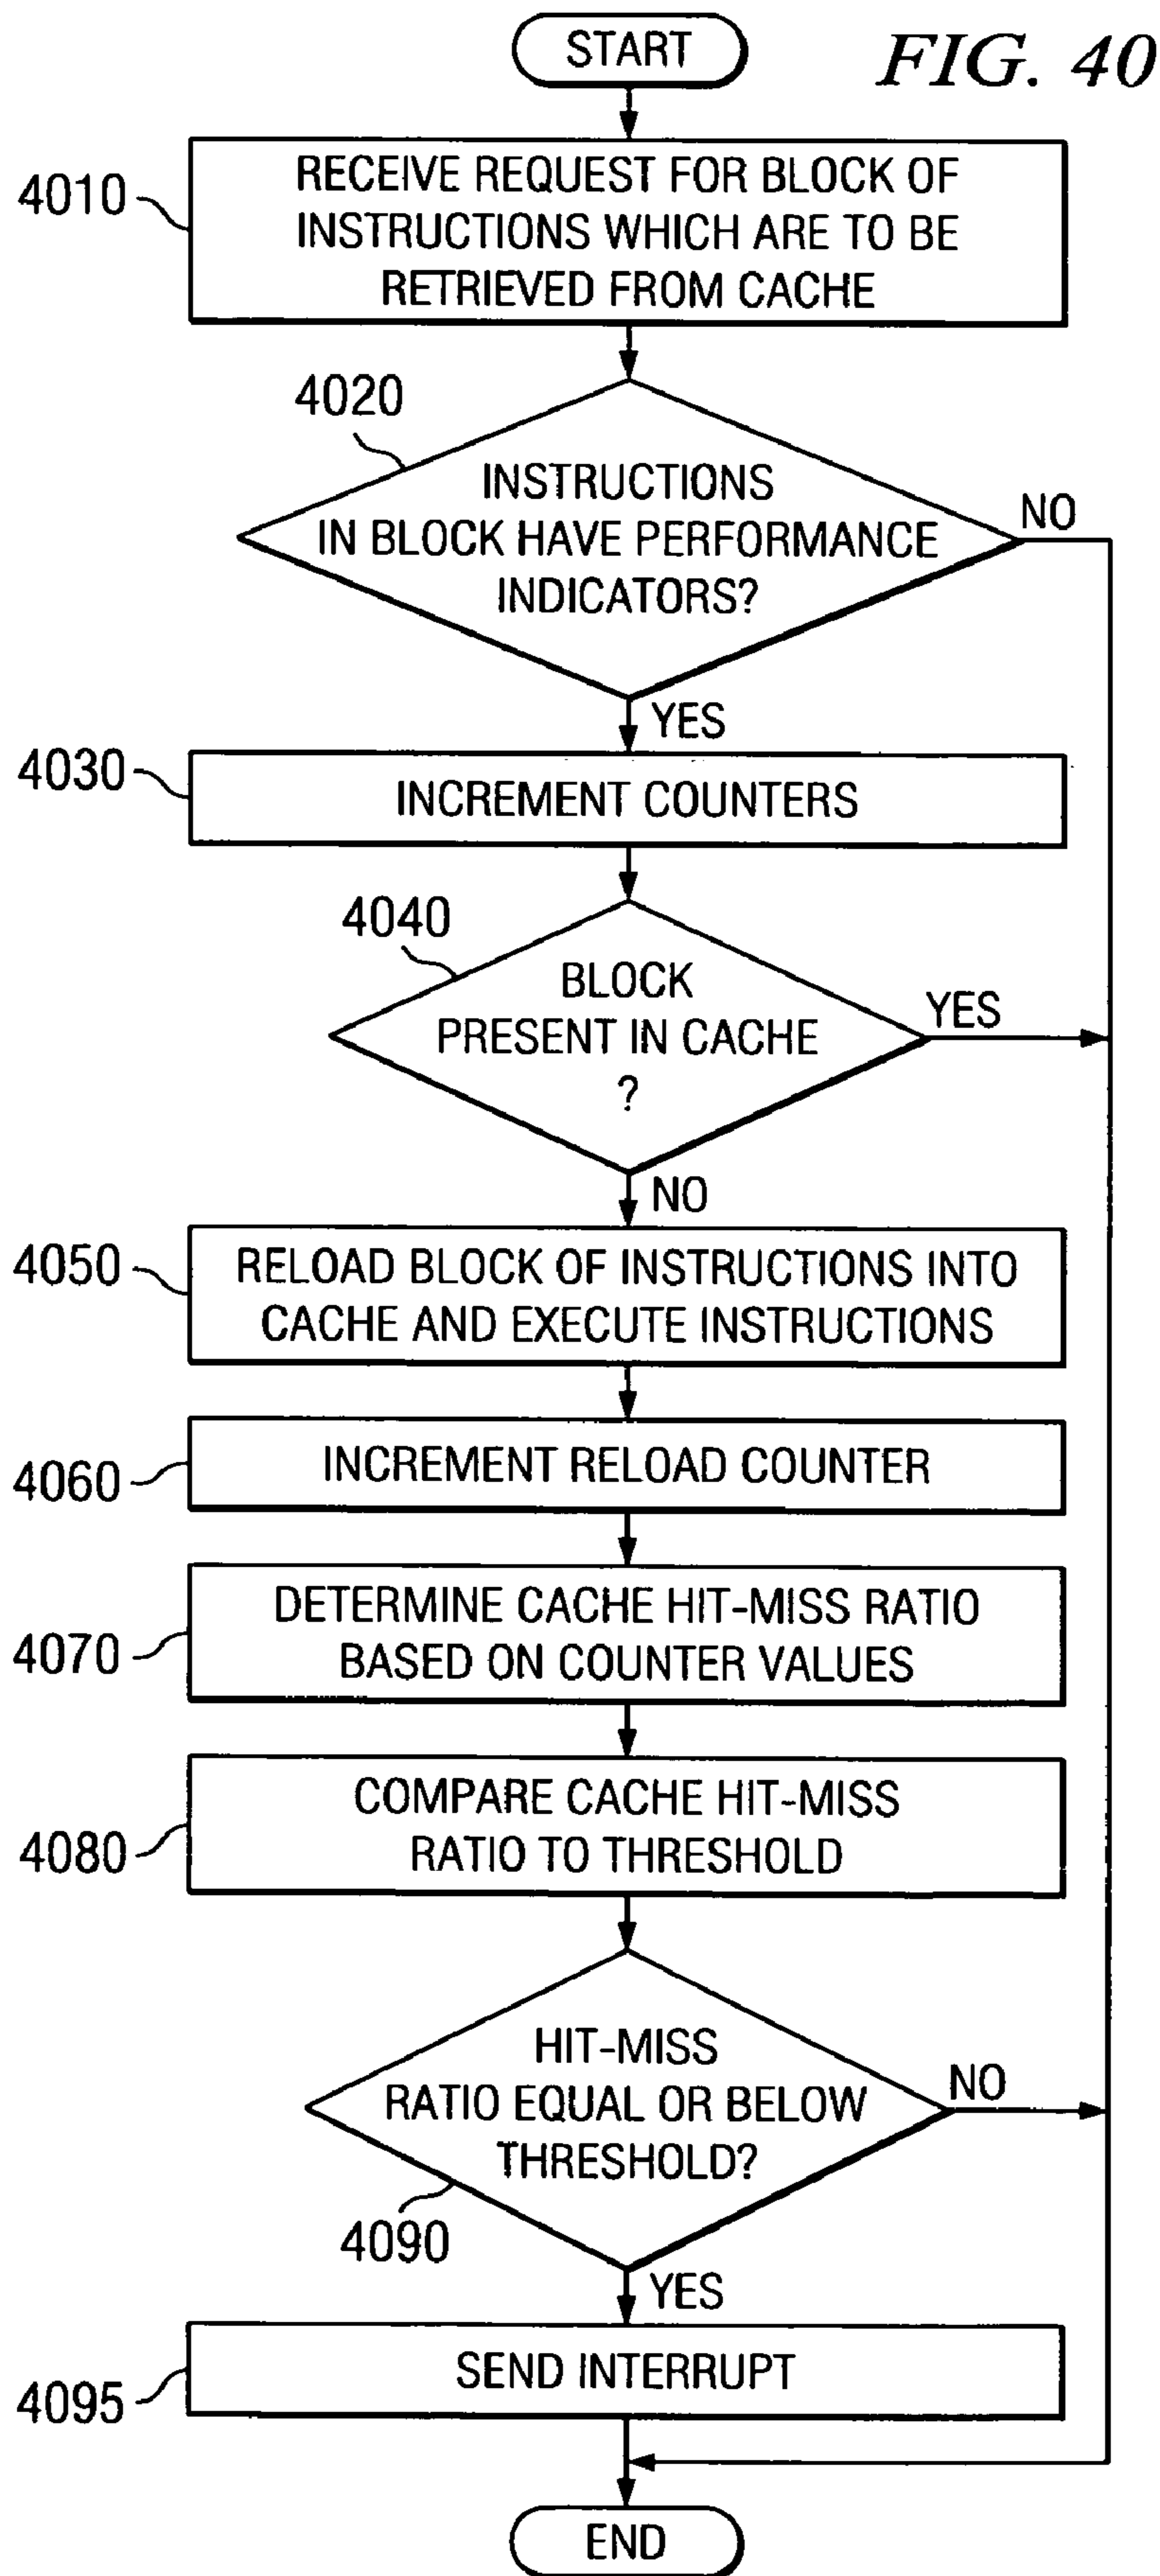 START
FIG. 40
4010
RECEIVE REQUEST FOR BLOCK OF
INSTRUCTIONS WHICH ARE TO BE
RETRIEVED FROM CACHE
4020
INSTRUCTIONS
IN BLOCK HAVE PERFORMANCE
INDICATORS?
NO
YES
4030
INCREMENT COUNTERS
4040
BLOCK
PRESENT IN CACHE
?
YES
NO
4050
RELOAD BLOCK OF INSTRUCTIONS INTO
CACHE AND EXECUTE INSTRUCTIONS
4060
INCREMENT RELOAD COUNTER
4070
DETERMINE CACHE HIT-MISS RATIO
BASED ON COUNTER VALUES
4080
COMPARE CACHE HIT-MISS
RATIO TO THRESHOLD
HIT-MISS
RATIO EQUAL OR BELOW
THRESHOLD?
NO
4090
YES
4095
SEND INTERRUPT
END